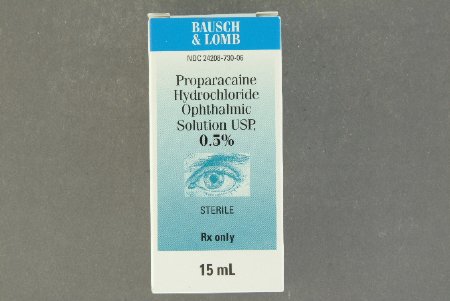 BAUSCH
& LOMB
NDC 24208-730-06
Proparacaine
Hydrochloride
Ophthalmic
Solution USP,
0.5%
STERILE
Rx only
15 mL